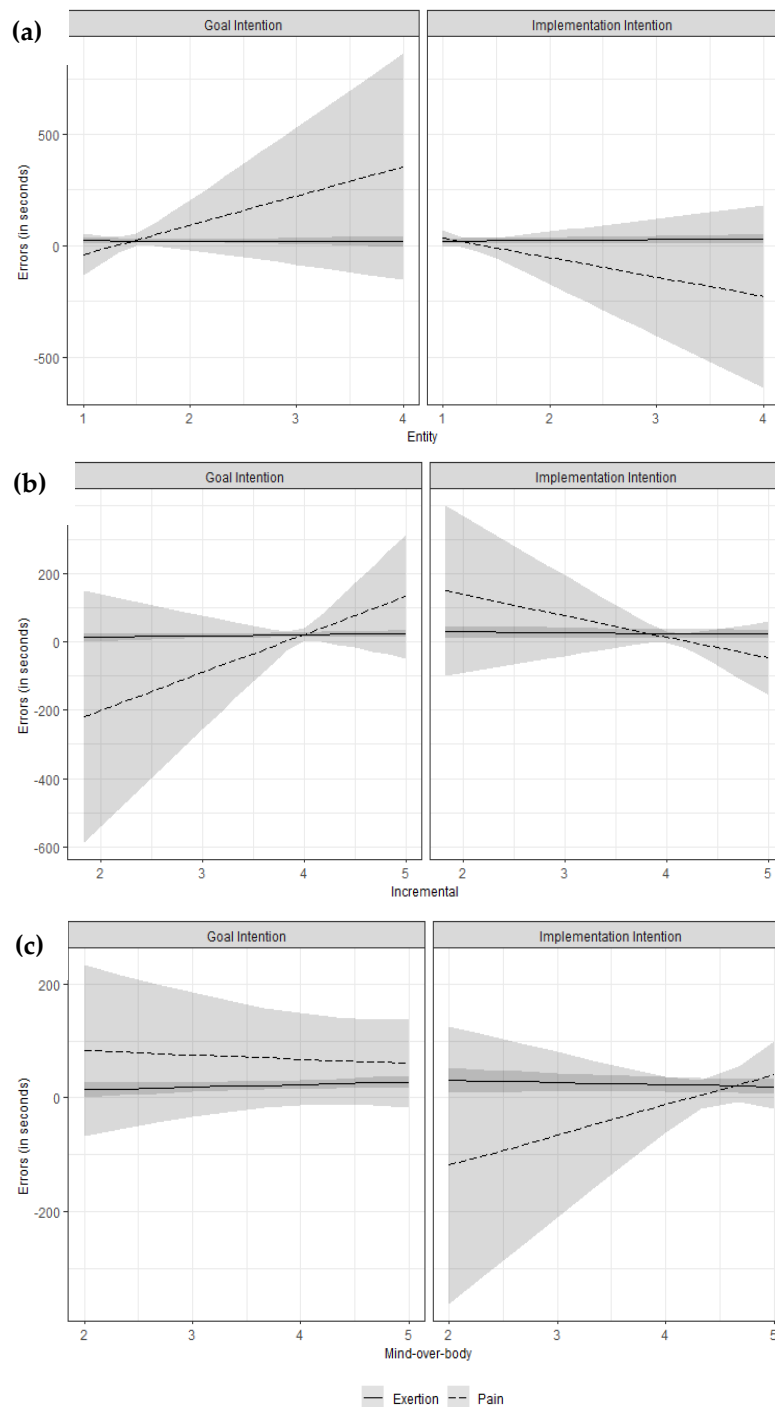 (a)
Goal Intention
Implementation Intention
Errors (in seconds)
500
0
-500
1 2 3 4 1 2 3 4
Entity
(b)
Goal Intention
Implementation Intention
Errors (in seconds)
200
0
-200
-400
-600
2 3 4 5 2 3 4 5
Incremental
(c)
Goal Intention
Implementation Intention
Errors (in seconds)
200
0
-200
2 3 4 5 2 3 4 5
Mind-over-body
Exertion Pain